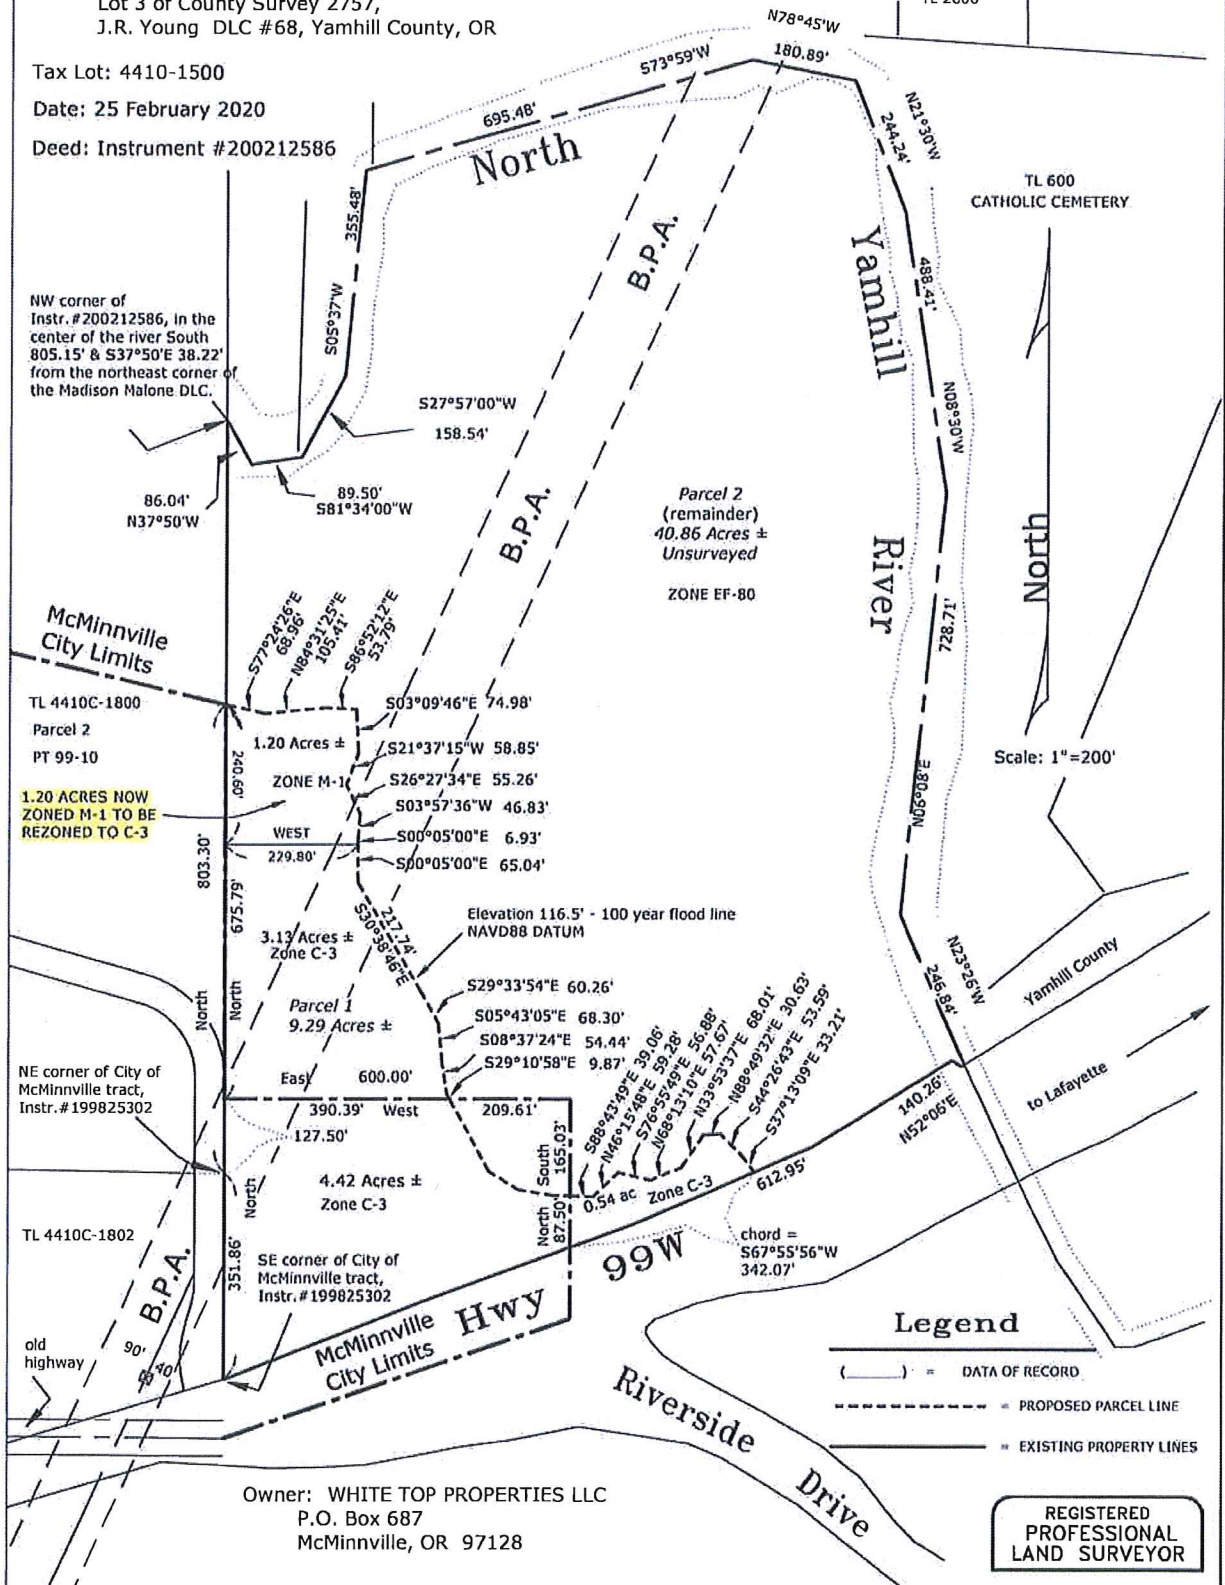 Lot 3 of County Survey 2757,
J.R. Young DLC #68, Yamhill County, OR
Tax Lot: 4410-1500
Date: 25 February 2020
Deed: Instrument #200212586
N78°45'W
180.89'
S73°59'W
695.48'
North
N21°30'W
244.24'
TL 600
CATHOLIC CEMETERY
355.48'
S05°37'W
B.P.A.
Yamhill
488.41'
N08°30'W
NW corner of
Instr.#200212586, in the
center of the river South
805.15' & S37°50'E 38.22'
from the northeast corner of
the Madison Malone DLC.
S27°57'00"W
158.54'
86.04'
N37°50'W
89.50'
S81°34'00"W
B.P.A.
Parcel 2
(remainder)
40.86 Acres ±
Unsurveyed
ZONE EF-80
River
North
728.71'
N06°08'E
Scale: 1"=200'
McMinnville
City Limits
S77°24'26"E
68.96'
N84°31'25"E
105.41'
S86°52'12"E
53.79'
TL 4410C-1800
Parcel 2
PT 99-10
1.20 ACRES NOW
ZONED M-1 TO BE
REZONED TO C-3
1.20 Acres ±
ZONE M-1
240.60'
S03°09'46"E 74.98'
S21°37'15"W 58.85'
S26°27'34"E 55.26'
S03°57'36"W 46.83'
S00°05'00"E 6.93'
S00°05'00"E 65.04'
WEST
229.80'
803.30'
675.79'
North
North
217.74'
S30°38'46"E
3.13 Acres ±
Zone C-3
Elevation 116.5' - 100 year flood line
NAVD88 DATUM
Parcel 1
9.29 Acres ±
S29°33'54"E 60.26'
S05°43'05"E 68.30'
S08°37'24"E 54.44'
S29°10'58"E 9.87'
N23°26'W
246.84'
Yamhill County
to Lafayette
NE corner of City of
McMinnville tract,
Instr.#199825302
East 600.00'
390.39' West 209.61'
127.50'
S88°43'49"E 39.06'
N46°15'48"E 59.28'
S76°55'49"E 56.88'
N68°13'10"E 57.67'
N33°53'37"E 68.01'
N88°49'32"E 30.63'
S44°26'43"E 53.59'
S37°13'09"E 33.21'
140.26'
N52°06'E
South
165.03'
4.42 Acres ±
Zone C-3
North
0.54 ac Zone C-3
612.95'
North
87.50'
TL 4410C-1802
351.86'
SE corner of City of
McMinnville tract,
Instr.#199825302
chord =
S67°55'56"W
342.07'
B.P.A.
Hwy 99W
McMinnville
City Limits
old
highway
90'
40'
Riverside
Drive
Legend
(______) = DATA OF RECORD
= PROPOSED PARCEL LINE
= EXISTING PROPERTY LINES
Owner: WHITE TOP PROPERTIES LLC
P.O. Box 687
McMinnville, OR 97128
REGISTERED
PROFESSIONAL
LAND SURVEYOR